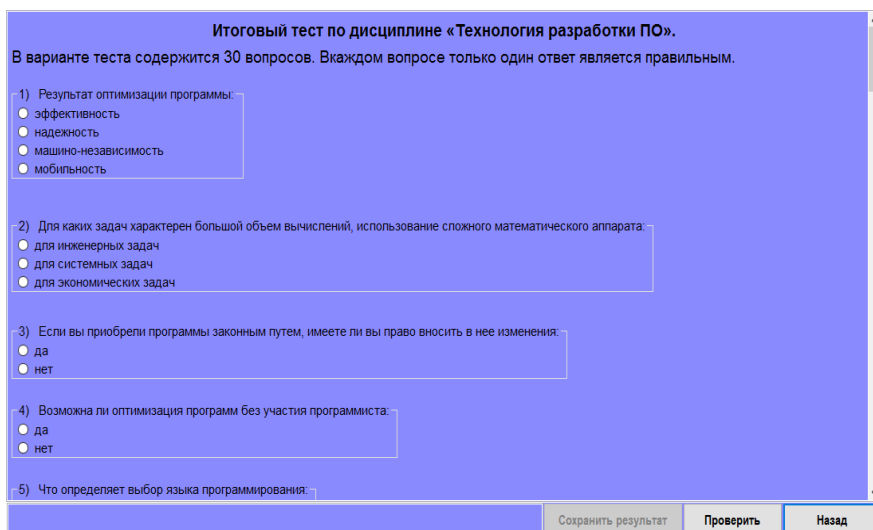 Итоговый тест по дисциплине «Технология разработки ПО».
В варианте теста содержится 30 вопросов. Вкаждом вопросе только один ответ является правильным.
1) Результат оптимизации программы:
эффективность
надежность
машино-независимость
мобильность
2) Для каких задач характерен большой объем вычислений, использование сложного математического аппарата:
для инженерных задач
для системных задач
для экономических задач
3) Если вы приобрели программы законным путем, имеете ли вы право вносить в нее изменения:
да
нет
4) Возможна ли оптимизация программ без участия программиста:
да
нет
5) Что определяет выбор языка программирования:
Сохранить результат Проверить Назад